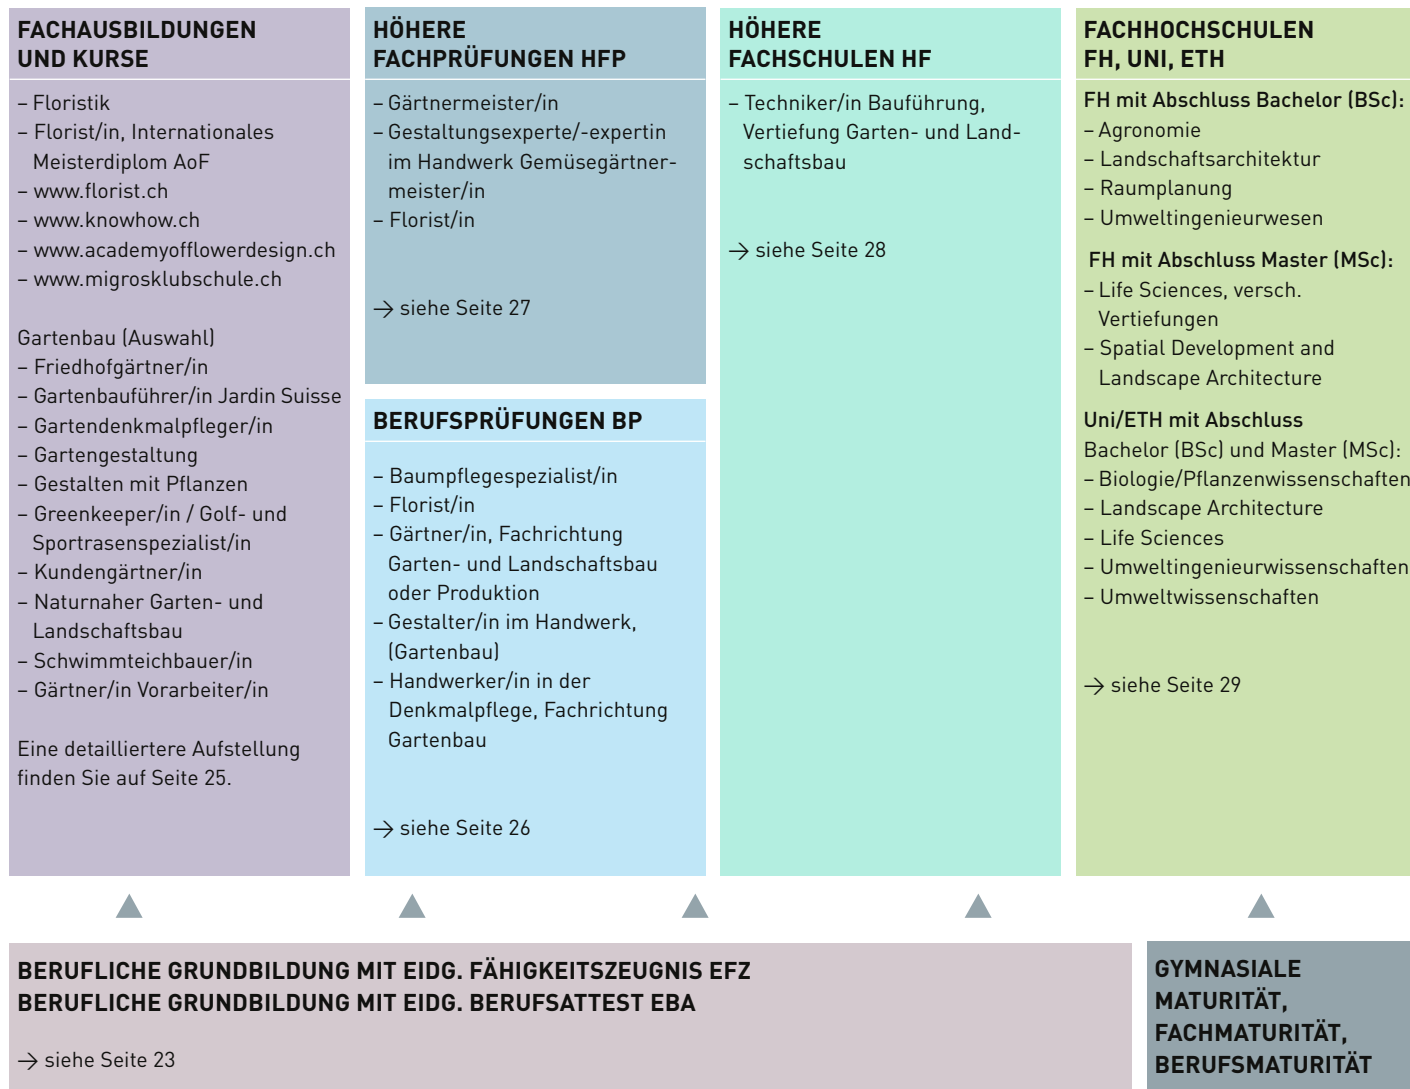 FACHAUSBILDUNGEN
UND KURSE
– Floristik
– Florist/in, Internationales
Meisterdiplom AoF
– www.florist.ch
– www.knowhow.ch
– www.academyofflowerdesign.ch
– www.migrosklubschule.ch
Gartenbau (Auswahl)
– Friedhofgärtner/in
– Gartenbauführer/in Jardin Suisse
– Gartendenkmalpfleger/in
– Gartengestaltung
– Gestalten mit Pflanzen
– Greenkeeper/in / Golf- und
Sportrasenspezialist/in
– Kundengärtner/in
– Naturnaher Garten- und
Landschaftsbau
– Schwimmteichbauer/in
– Gärtner/in Vorarbeiter/in
Eine detailliertere Aufstellung
finden Sie auf Seite 25.
HÖHERE
FACHPRÜFUNGEN HFP
– Gärtnermeister/in
– Gestaltungsexperte/-expertin
im Handwerk Gemüsegärtner-
meister/in
– Florist/in
→ siehe Seite 27
BERUFSPRÜFUNGEN BP
– Baumpflegespezialist/in
– Florist/in
– Gärtner/in, Fachrichtung
Garten- und Landschaftsbau
oder Produktion
– Gestalter/in im Handwerk,
(Gartenbau)
– Handwerker/in in der
Denkmalpflege, Fachrichtung
Gartenbau
→ siehe Seite 26
HÖHERE
FACHSCHULEN HF
– Techniker/in Bauführung,
Vertiefung Garten- und Land-
schaftsbau
→ siehe Seite 28
FACHHOCHSCHULEN
FH, UNI, ETH
FH mit Abschluss Bachelor (BSc):
– Agronomie
– Landschaftsarchitektur
– Raumplanung
– Umweltingenieurwesen
FH mit Abschluss Master (MSc):
– Life Sciences, versch.
Vertiefungen
– Spatial Development and
Landscape Architecture
Uni/ETH mit Abschluss
Bachelor (BSc) und Master (MSc):
– Biologie/Pflanzenwissenschaften
– Landscape Architecture
– Life Sciences
– Umweltingenieurwissenschaften
– Umweltwissenschaften
→ siehe Seite 29
BERUFLICHE GRUNDBILDUNG MIT EIDG. FÄHIGKEITSZEUGNIS EFZ
BERUFLICHE GRUNDBILDUNG MIT EIDG. BERUFSATTEST EBA
→ siehe Seite 23
GYMNASIALE
MATURITÄT,
FACHMATURITÄT,
BERUFSMATURITÄT